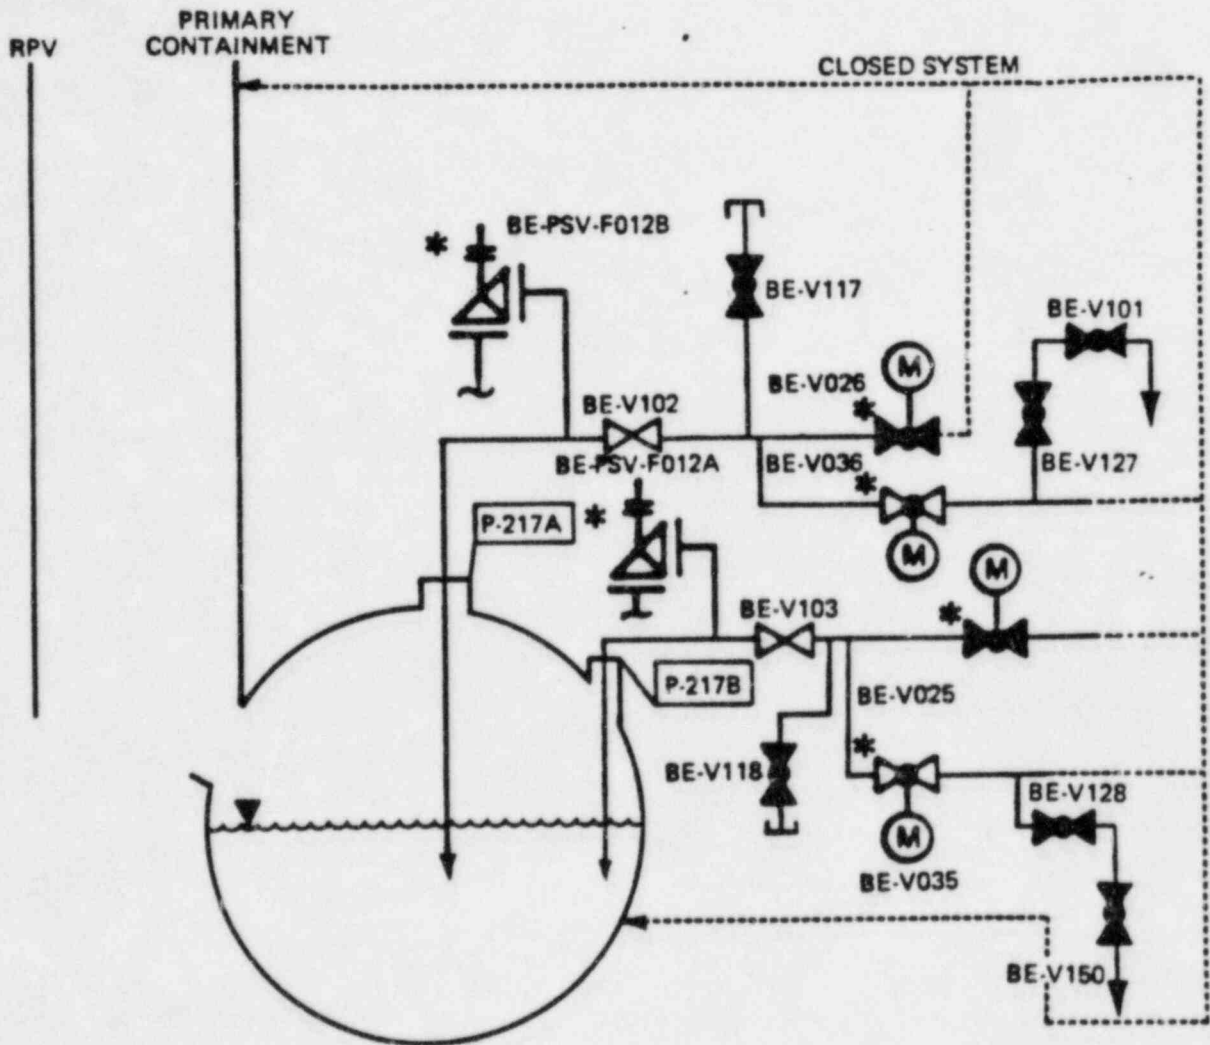 RPV
PRIMARY
CONTAINMENT
CLOSED SYSTEM
* BE-PSV-F012B
BE-V117
BE-V101
M
BE-V026
*
BE-V102
BE-PSV-F012A
BE-V036
*
BE-V127
P-217A
*
M
M
BE-V103
*
P-217B
BE-V025
*
BE-V118
BE-V128
M
BE-V035
BE-V150